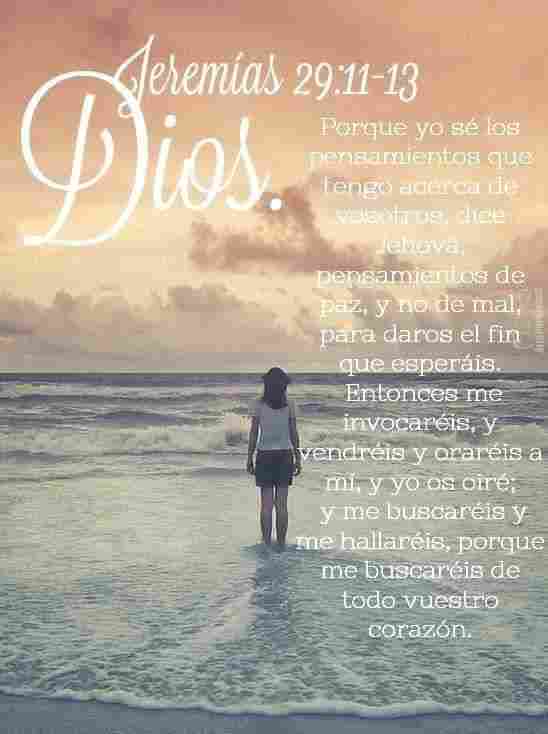 Jeremías 29:11-13
Dios.
Porque yo sé los
pensamientos que
tengo acerca de
vosotros, dice
Jehová,
pensamientos de
paz, y no de mal,
para daros el fin
que esperáis.
Entonces me
invocaréis, y
vendréis y oraréis a
mí, y yo os oiré;
y me buscaréis y
me hallaréis, porque
me buscaréis de
todo vuestro
corazón.